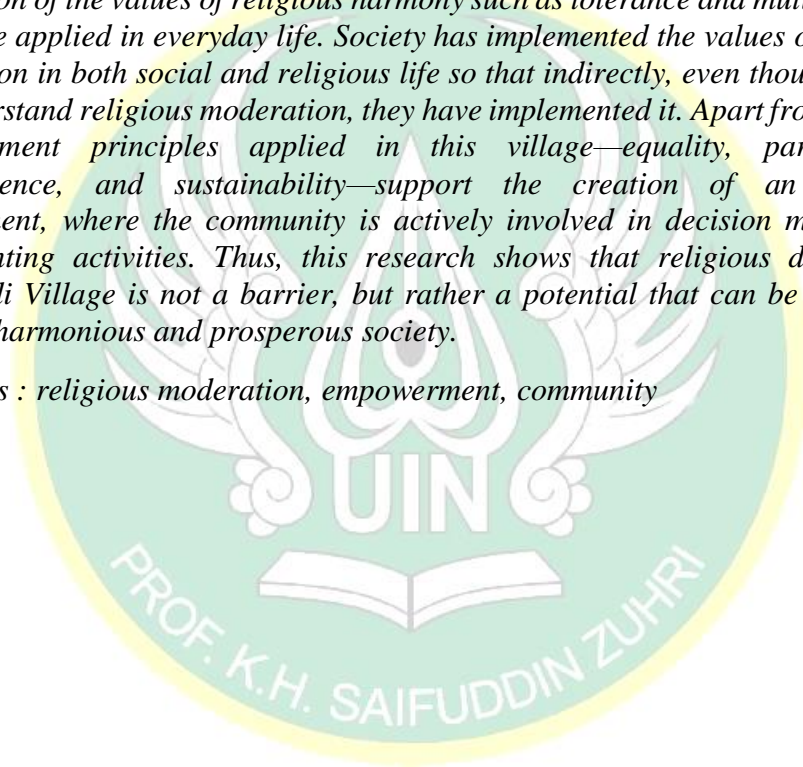 on of the values of religious harmony such as tolerance and mut
e applied in everyday life. Society has implemented the values o
on in both social and religious life so that indirectly, even thou
rstand religious moderation, they have implemented it. Apart fro
ment principles applied in this village—equality, par
ence, and sustainability—support the creation of an
ent, where the community is actively involved in decision m
nting activities. Thus, this research shows that religious d
di Village is not a barrier, but rather a potential that can be
harmonious and prosperous society.
s : religious moderation, empowerment, community
UIN
PROF. K.H. SAIFUDDIN ZUHRI